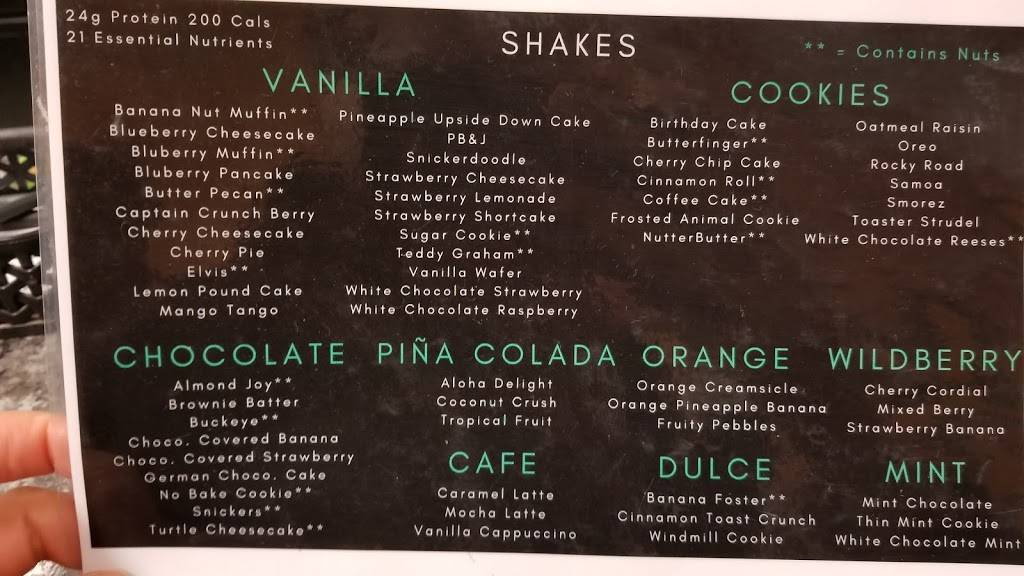 24g Protein 200 Cals
21 Essential Nutrients
SHAKES
** = Contains Nuts
VANILLA
Banana Nut Muffin**
Blueberry Cheesecake
Bluberry Muffin**
Bluberry Pancake
Butter Pecan**
Captain Crunch Berry
Cherry Cheesecake
Cherry Pie
Elvis**
Lemon Pound Cake
Mango Tango
Pineapple Upside Down Cake
PB&J
Snickerdoodle
Strawberry Cheesecake
Strawberry Lemonade
Strawberry Shortcake
Sugar Cookie**
Teddy Graham**
Vanilla Wafer
White Chocolate Strawberry
White Chocolate Raspberry
COOKIES
Birthday Cake
Butterfinger**
Cherry Chip Cake
Cinnamon Roll**
Coffee Cake**
Frosted Animal Cookie
NutterButter**
Oatmeal Raisin
Oreo
Rocky Road
Samoa
Smorez
Toaster Strudel
White Chocolate Reeses**
CHOCOLATE
Almond Joy**
Brownie Batter
Buckeye**
Choco. Covered Banana
Choco. Covered Strawberry
German Choco. Cake
No Bake Cookie**
Snickers**
Turtle Cheesecake**
PIÑA COLADA
Aloha Delight
Coconut Crush
Tropical Fruit
ORANGE
Orange Creamsicle
Orange Pineapple Banana
Fruity Pebbles
WILDBERRY
Cherry Cordial
Mixed Berry
Strawberry Banana
CAFE
Caramel Latte
Mocha Latte
Vanilla Cappuccino
DULCE
Banana Foster**
Cinnamon Toast Crunch
Windmill Cookie
MINT
Mint Chocolate
Thin Mint Cookie
White Chocolate Mint